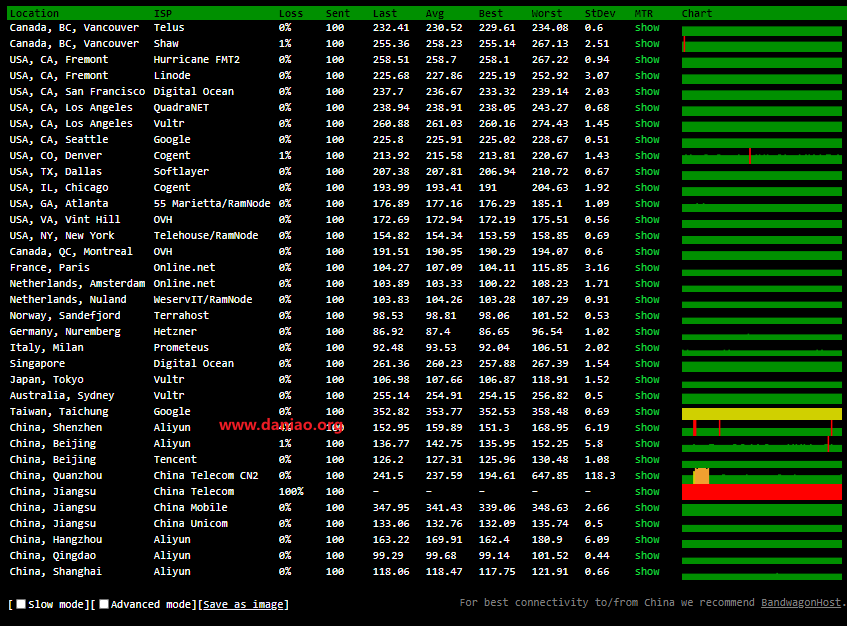 Location ISP Loss Sent Last Avg Best Worst StDev MTR Chart
Canada, BC, Vancouver Telus 0% 100 232.41 230.52 229.61 234.08 0.6 show
Canada, BC, Vancouver Shaw 1% 100 255.36 258.23 255.14 267.13 2.51 show
USA, CA, Fremont Hurricane FMT2 0% 100 258.51 258.7 258.1 267.22 0.94 show
USA, CA, Fremont Linode 0% 100 225.68 227.86 225.19 252.92 3.07 show
USA, CA, San Francisco Digital Ocean 0% 100 237.7 236.67 233.32 239.14 2.03 show
USA, CA, Los Angeles QuadraNET 0% 100 238.94 238.91 238.05 243.27 0.68 show
USA, CA, Los Angeles Vultr 0% 100 260.88 261.03 260.16 274.43 1.45 show
USA, CA, Seattle Google 0% 100 225.8 225.91 225.02 228.67 0.51 show
USA, CO, Denver Cogent 1% 100 213.92 215.58 213.81 220.67 1.43 show
USA, TX, Dallas Softlayer 0% 100 207.38 207.81 206.94 210.72 0.67 show
USA, IL, Chicago Cogent 0% 100 193.99 193.41 191 204.63 1.92 show
USA, GA, Atlanta 55 Marietta/RamNode 0% 100 176.89 177.16 176.29 185.1 1.09 show
USA, VA, Vint Hill OVH 0% 100 172.69 172.94 172.19 175.51 0.56 show
USA, NY, New York Telehouse/RamNode 0% 100 154.82 154.34 153.59 158.85 0.69 show
Canada, QC, Montreal OVH 0% 100 191.51 190.95 190.29 194.07 0.6 show
France, Paris Online.net 0% 100 104.27 107.09 104.11 115.85 3.16 show
Netherlands, Amsterdam Online.net 0% 100 103.89 103.33 100.22 108.23 1.71 show
Netherlands, Nuland WeservIT/RamNode 0% 100 103.83 104.26 103.28 107.29 0.91 show
Norway, Sandefjord Terrahost 0% 100 98.53 98.81 98.06 101.52 0.53 show
Germany, Nuremberg Hetzner 0% 100 86.92 87.4 86.65 96.54 1.02 show
Italy, Milan Prometeus 0% 100 92.48 93.53 92.04 106.51 2.02 show
Singapore Digital Ocean 0% 100 261.36 260.23 257.88 267.39 1.54 show
Japan, Tokyo Vultr 0% 100 106.98 107.66 106.87 118.91 1.52 show
Australia, Sydney Vultr 0% 100 255.14 254.91 254.15 256.82 0.5 show
Taiwan, Taichung Google 0% 100 352.82 353.77 352.53 358.48 0.69 show
www.daniao.org
China, Shenzhen Aliyun 4% 100 152.95 159.89 151.3 168.95 6.19 show
China, Beijing Aliyun 1% 100 136.77 142.75 135.95 152.25 5.8 show
China, Beijing Tencent 0% 100 126.2 127.31 125.96 130.48 1.08 show
China, Quanzhou China Telecom CN2 0% 100 241.5 237.59 194.61 647.85 118.3 show
China, Jiangsu China Telecom 100% 100 – – – – – show
China, Jiangsu China Mobile 0% 100 347.95 341.43 339.06 348.63 2.66 show
China, Jiangsu China Unicom 0% 100 133.06 132.76 132.09 135.74 0.5 show
China, Hangzhou Aliyun 0% 100 163.22 169.91 162.4 180.9 6.09 show
China, Qingdao Aliyun 0% 100 99.29 99.68 99.14 101.52 0.44 show
China, Shanghai Aliyun 0% 100 118.06 118.47 117.75 121.91 0.66 show
[ Slow mode][ Advanced mode][Save as image] For best connectivity to/from China we recommend BandwagonHost.